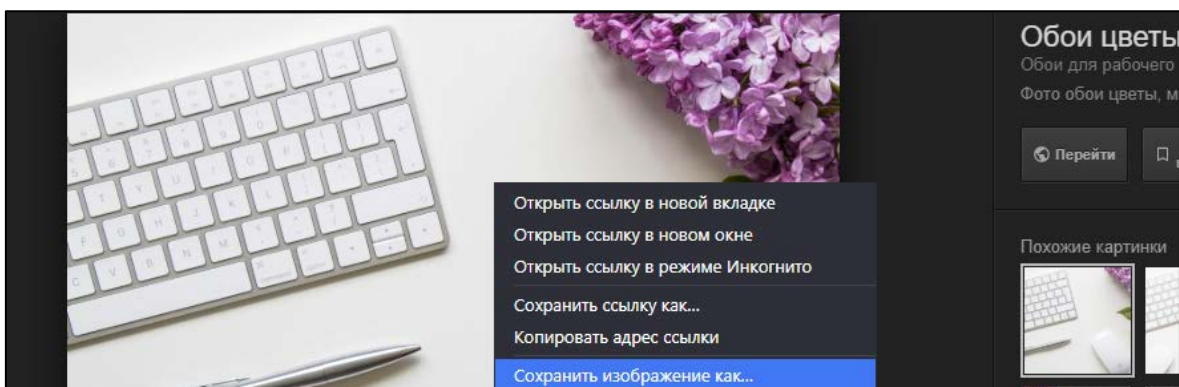 Обои цветы
Обои для рабочего
Фото обои цветы, м
Перейти
Открыть ссылку в новой вкладке
Открыть ссылку в новом окне
Открыть ссылку в режиме Инкогнито
Сохранить ссылку как...
Копировать адрес ссылки
Сохранить изображение как...
Похожие картинки